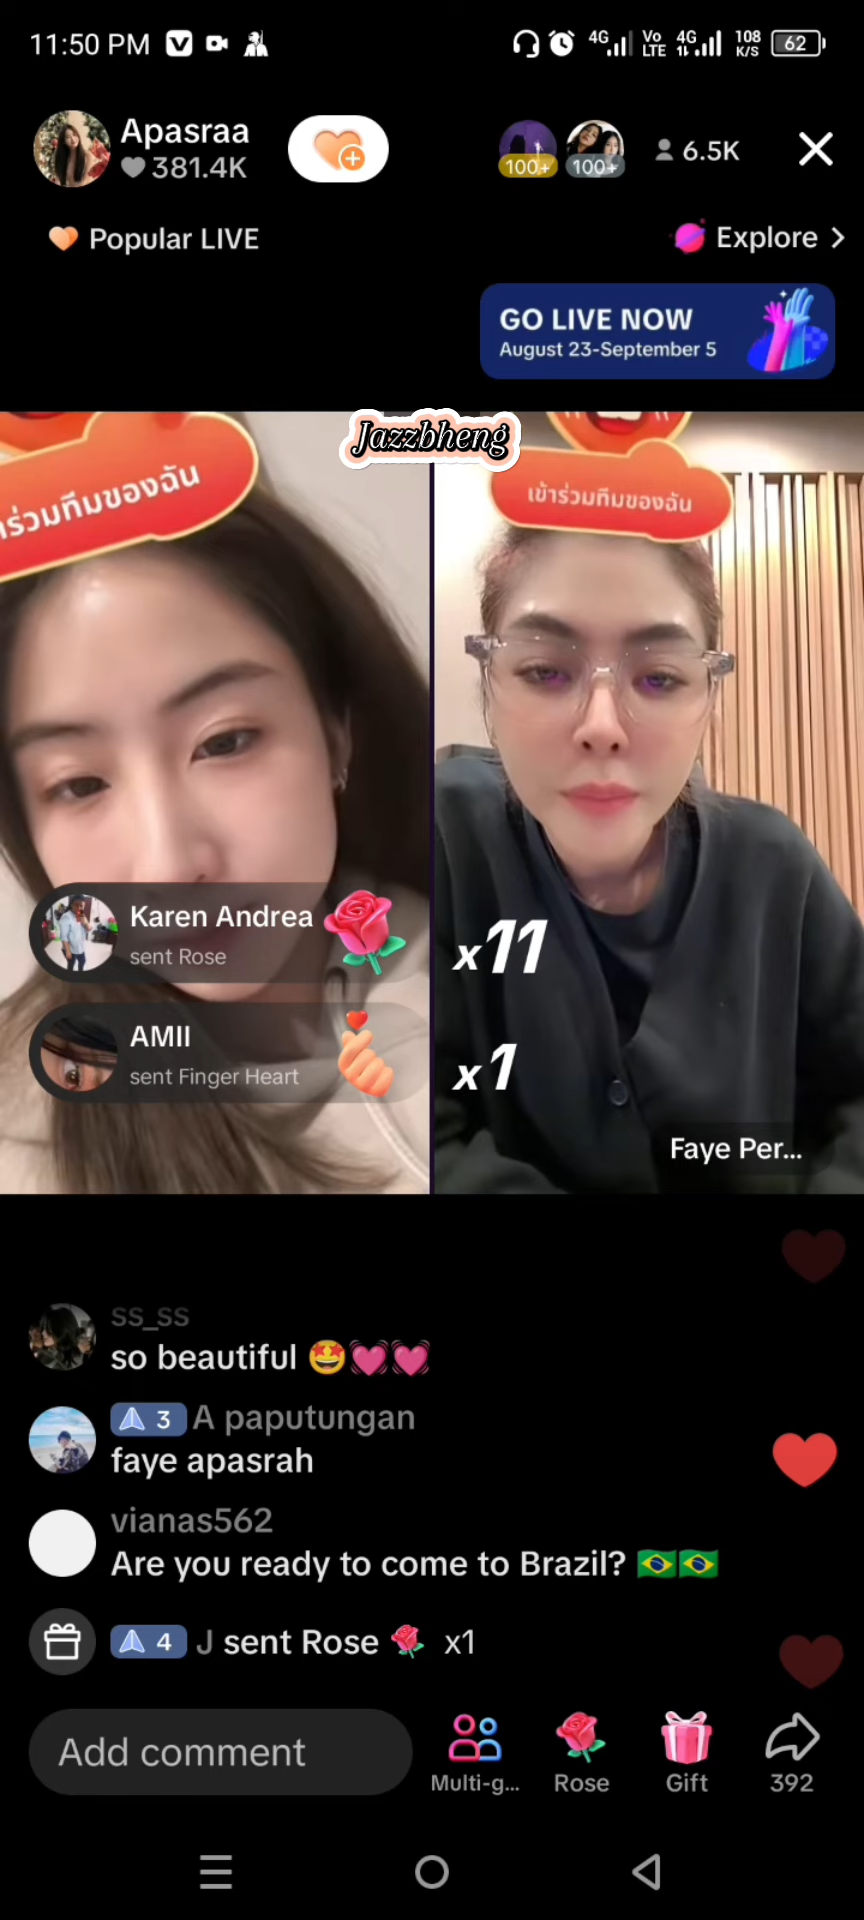 11:50 PM
4G Vo LTE 4G 108 K/S 62
Apasraa
381.4K
100+ 100+ 6.5K
Popular LIVE
Explore
GO LIVE NOW
August 23-September 5
Jazzbheng
ร่วมทีมของฉัน
เข้าร่วมทีมของฉัน
Karen Andrea
sent Rose
x11
AMII
sent Finger Heart
x1
Faye Per...
ss_ss
so beautiful 🤩💓💓
3 A paputungan
faye apasrah
vianas562
Are you ready to come to Brazil? 🇧🇷🇧🇷
4 J sent Rose 🌹 x1
Add comment
Multi-g...
Rose
Gift
392